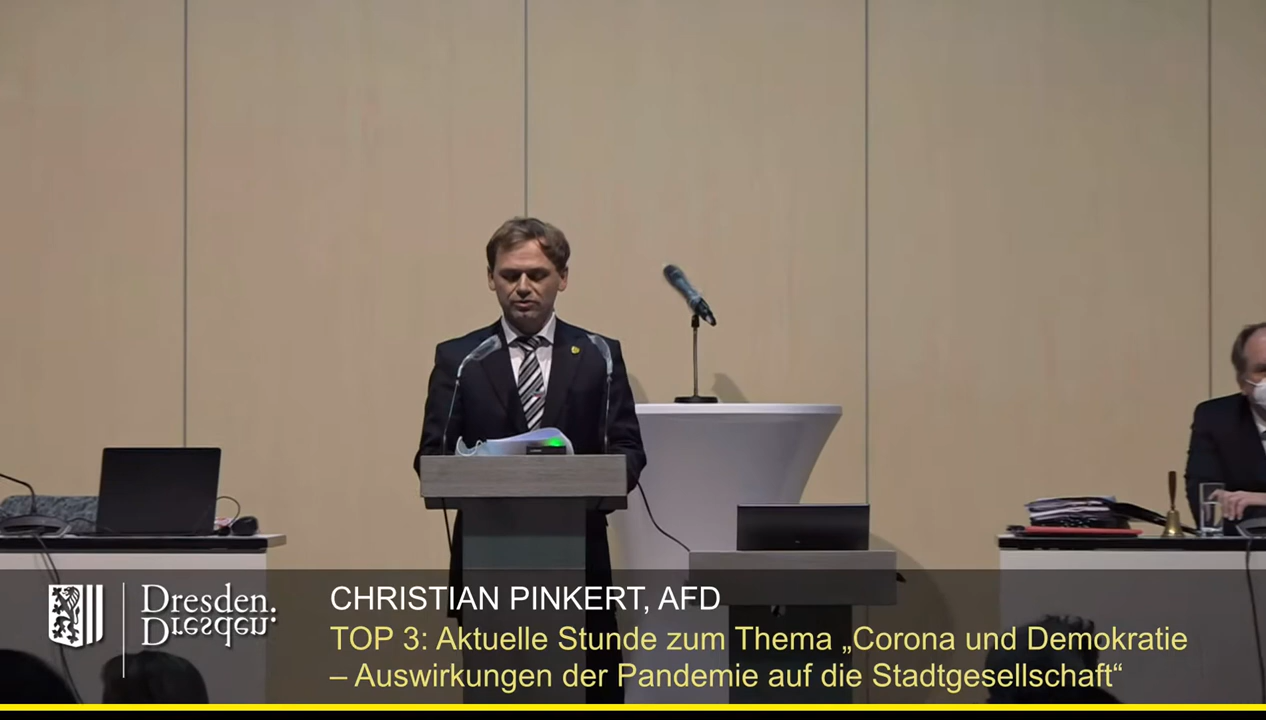 Dresden.
Dresden.
CHRISTIAN PINKERT, AFD
TOP 3: Aktuelle Stunde zum Thema „Corona und Demokratie
– Auswirkungen der Pandemie auf die Stadtgesellschaft“